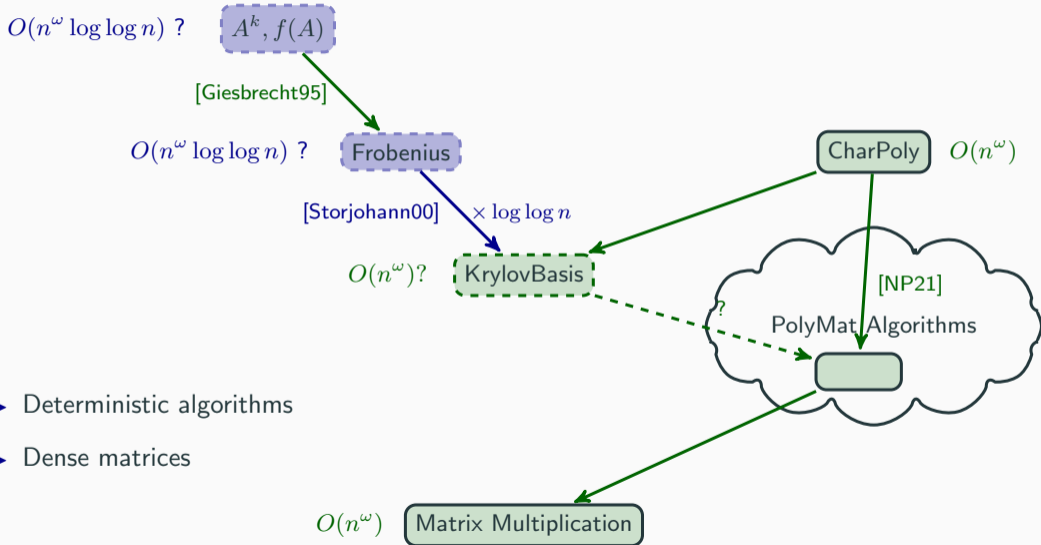 O(n^ω log log n) ?
A^k, f(A)
[Giesbrecht95]
O(n^ω log log n) ?
Frobenius
CharPoly
O(n^ω)
[Storjohann00]
× log log n
O(n^ω)?
KrylovBasis
[NP21]
?
PolyMat Algorithms
Deterministic algorithms
Dense matrices
O(n^ω)
Matrix Multiplication